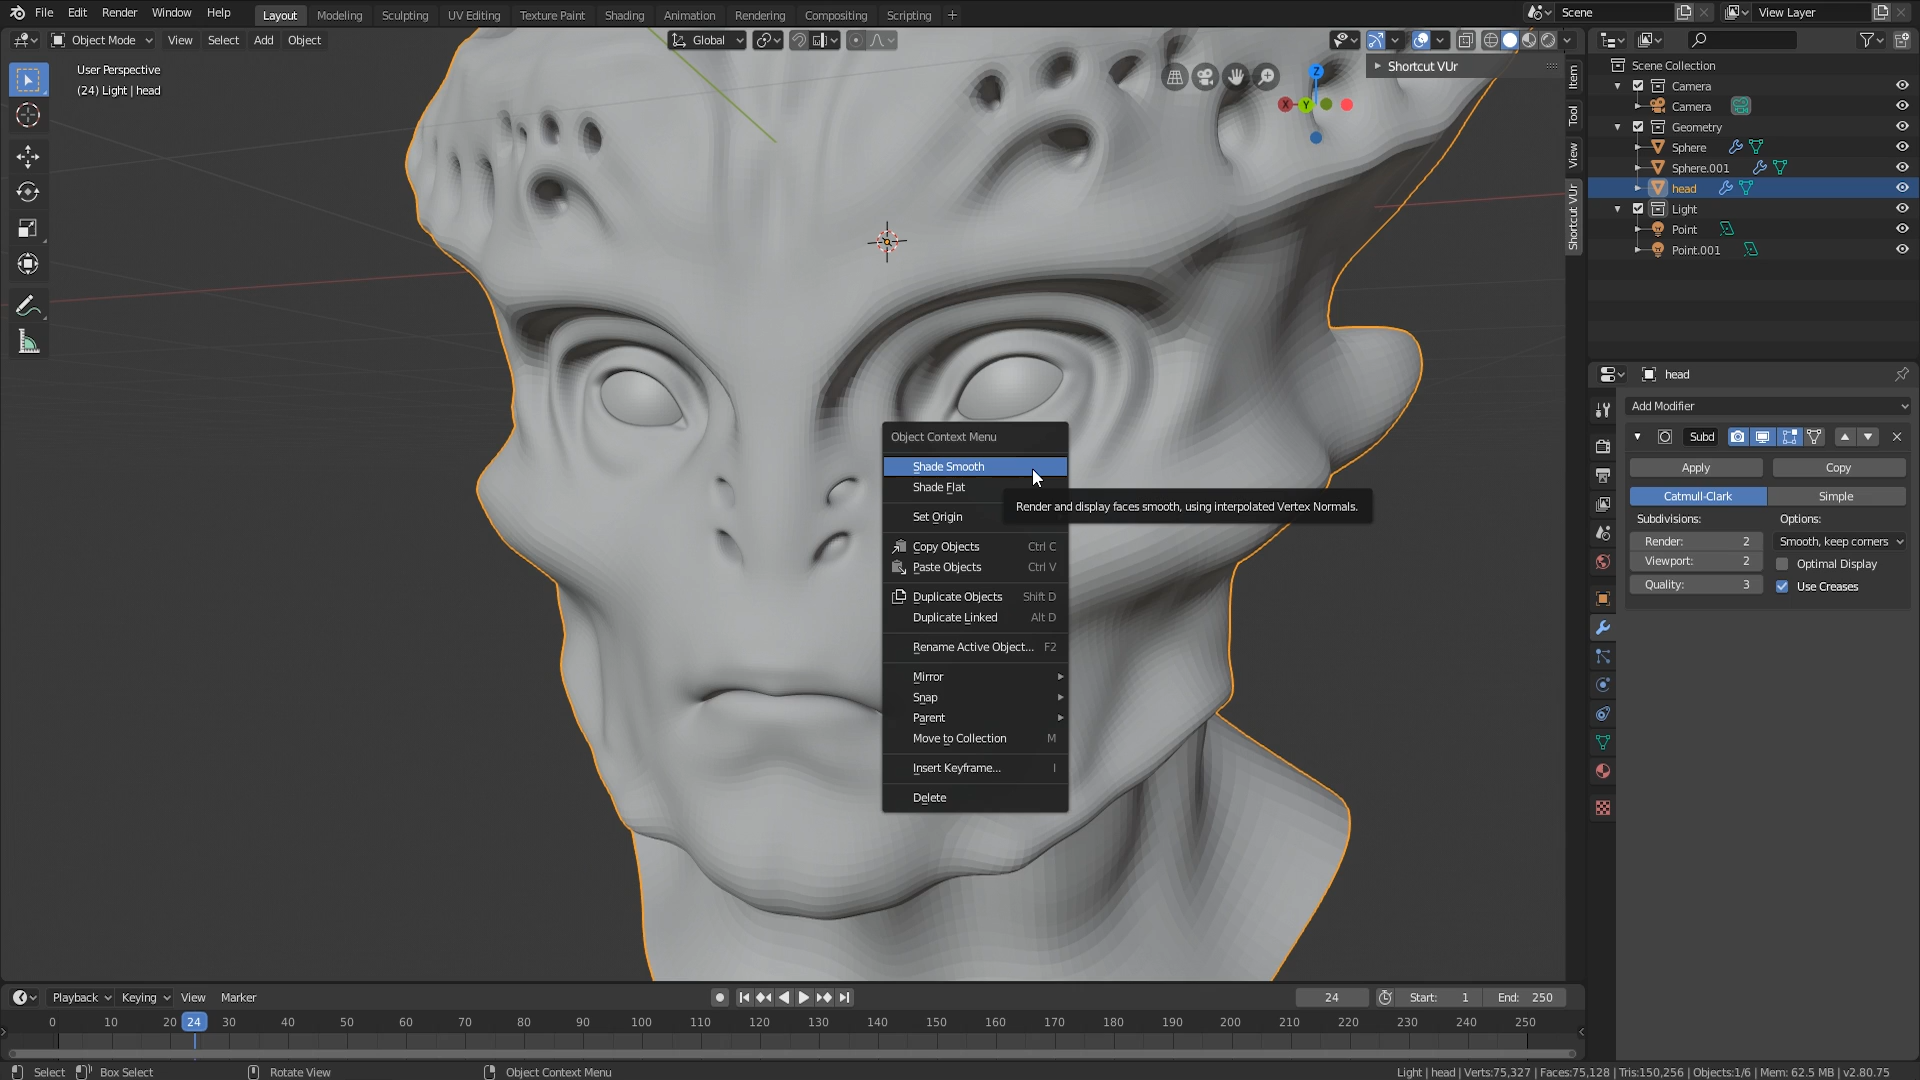 File Edit Render Window Help
Layout Modeling Sculpting UV Editing Texture Paint Shading Animation Rendering Compositing Scripting +
Scene View Layer
Object Mode View Select Add Object
Global
User Perspective
(24) Light | head
Shortcut VUr
Z
X Y
Item
Tool
View
Shortcut VUr
Scene Collection
Camera
Camera
Geometry
Sphere
Sphere.001
head
Light
Point
Point.001
head
Add Modifier
Subd
Apply Copy
Catmull-Clark Simple
Subdivisions: Options:
Render: 2 Smooth, keep corners
Viewport: 2 Optimal Display
Quality: 3 Use Creases
Object Context Menu
Shade Smooth
Shade Flat
Render and display faces smooth, using interpolated Vertex Normals.
Set Origin
Copy Objects Ctrl C
Paste Objects Ctrl V
Duplicate Objects Shift D
Duplicate Linked Alt D
Rename Active Object... F2
Mirror
Snap
Parent
Move to Collection M
Insert Keyframe... I
Delete
Playback Keying View Marker
24 Start: 1 End: 250
0 10 20 24 30 40 50 60 70 80 90 100 110 120 130 140 150 160 170 180 190 200 210 220 230 240 250
Select Box Select Rotate View Object Context Menu
Light | head | Verts:75,327 | Faces:75,128 | Tris:150,256 | Objects:1/6 | Mem: 62.5 MB | v2.80.75